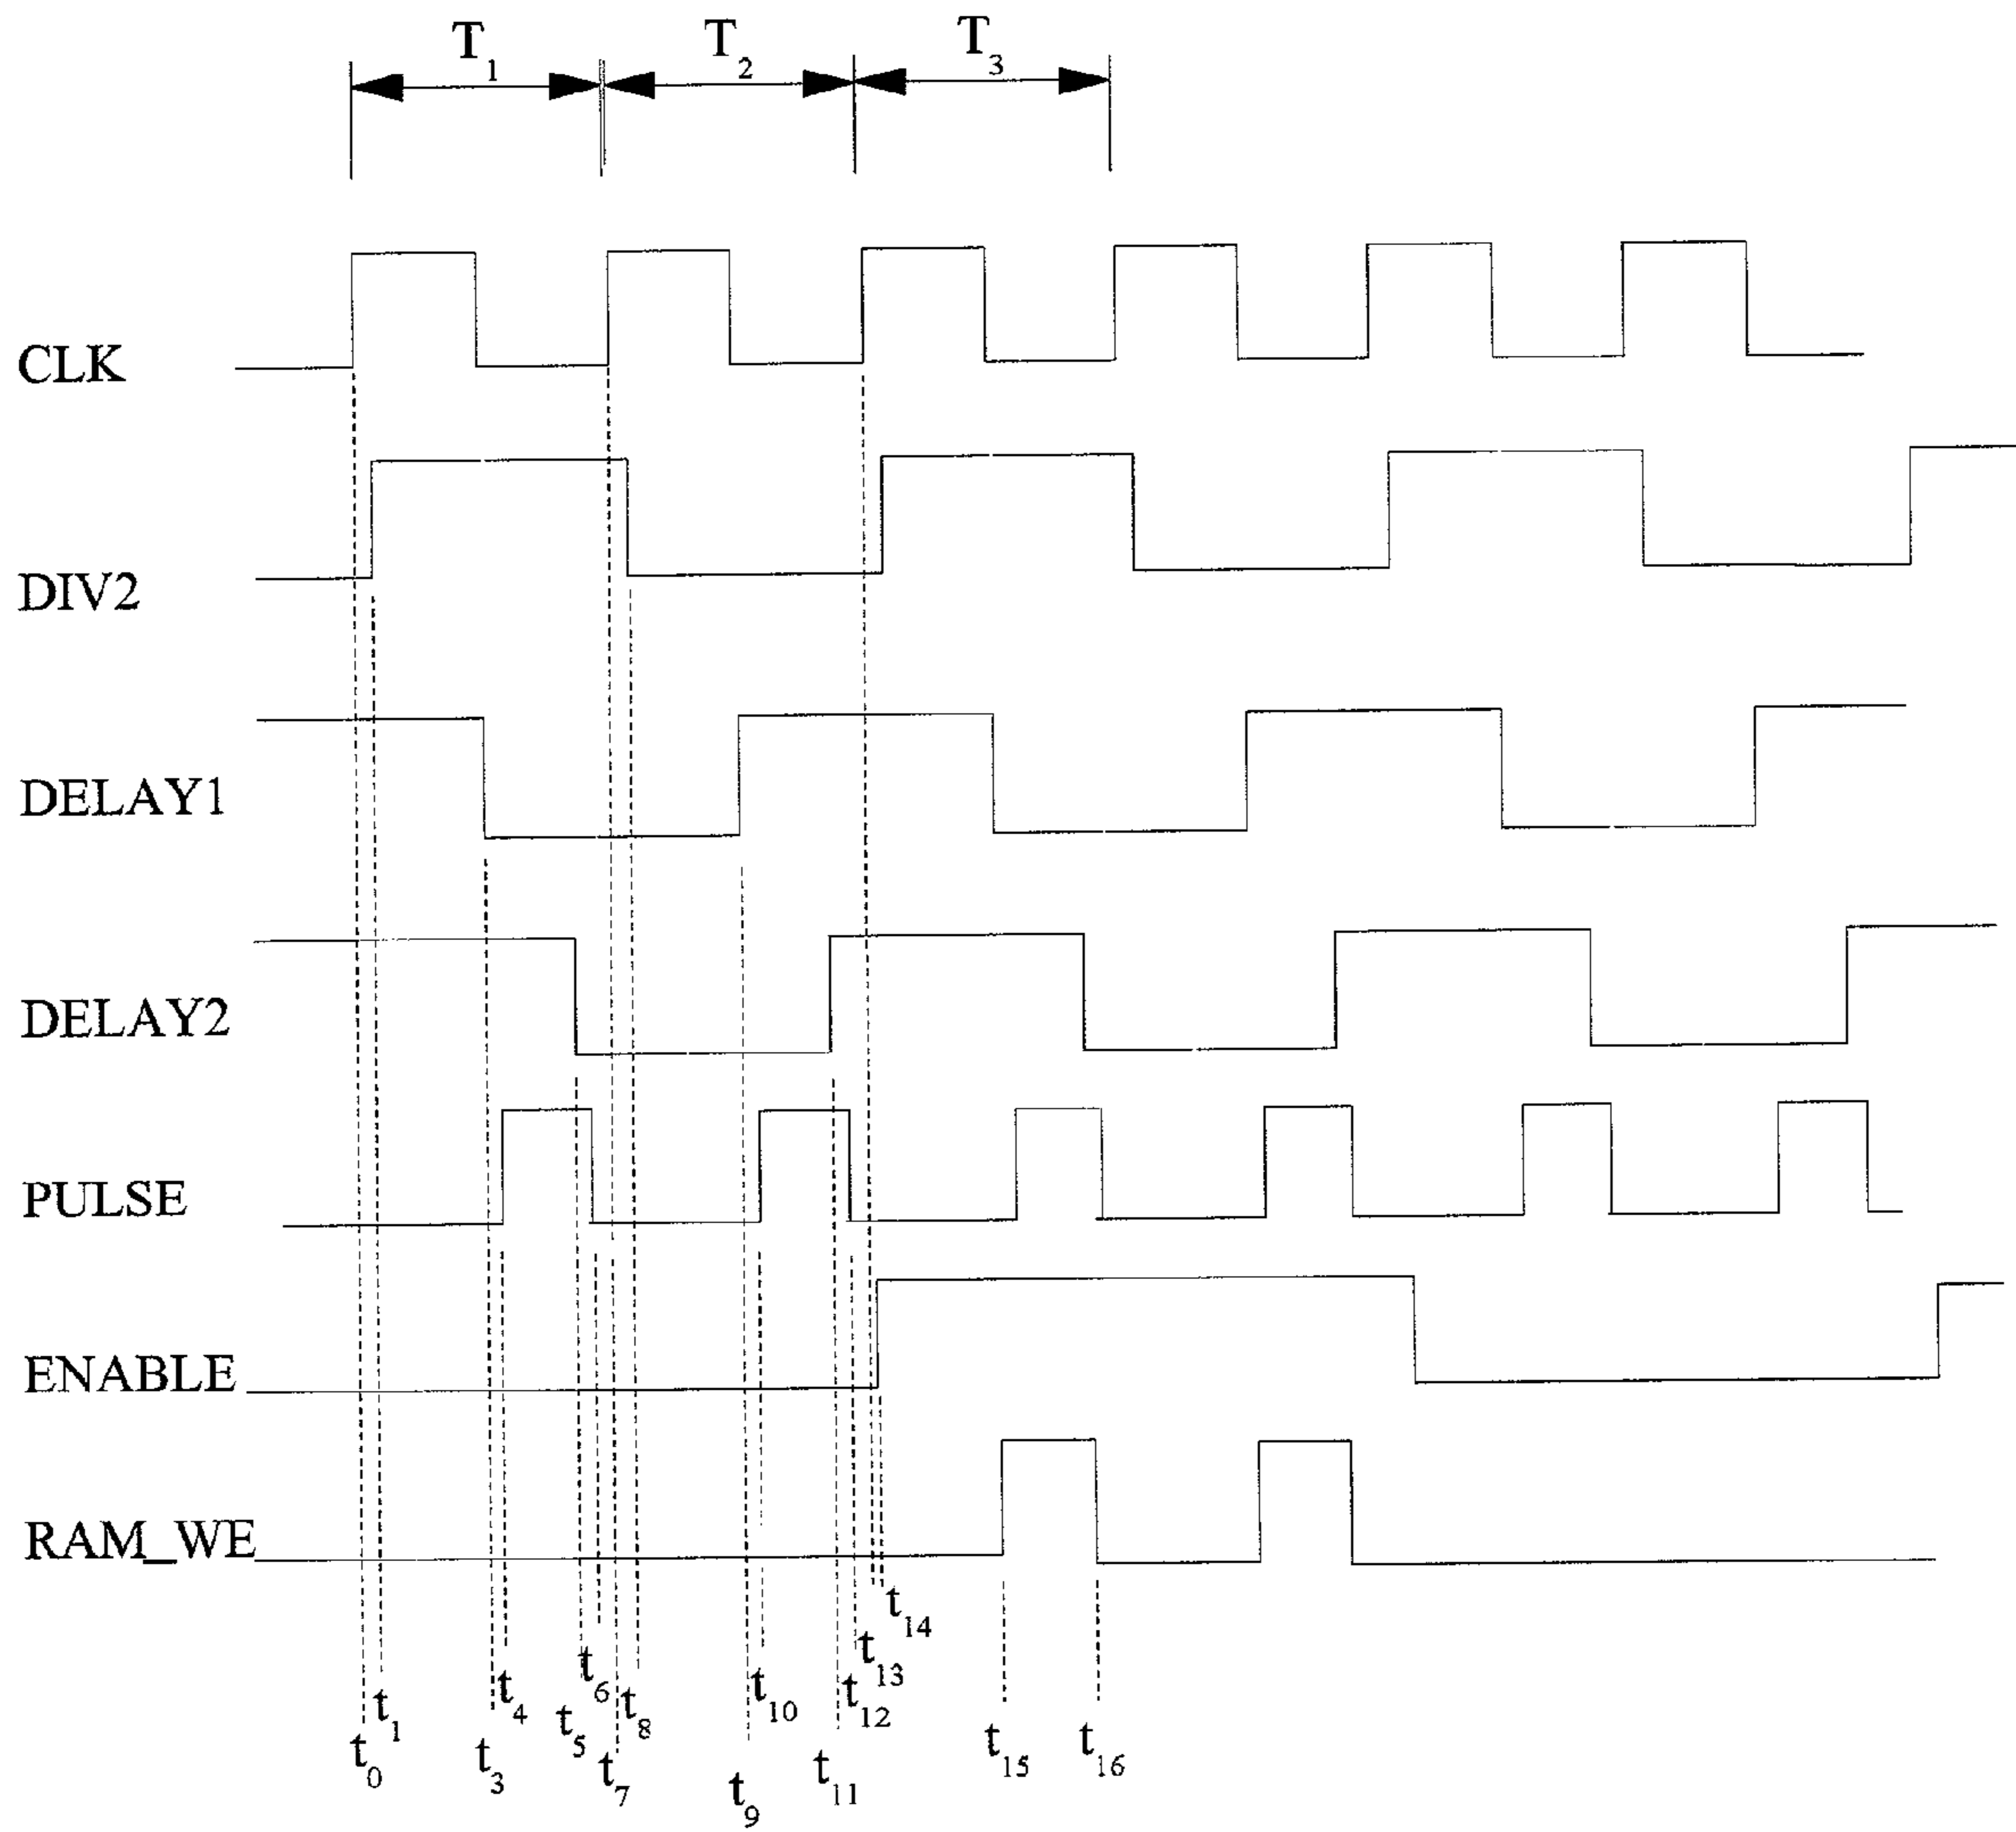 T1 T2 T3
CLK
DIV2
DELAY1
DELAY2
PULSE
ENABLE
RAM_WE
t0 t1 t3 t4 t5 t6 t7 t8 t9 t10 t11 t12 t13 t14 t15 t16